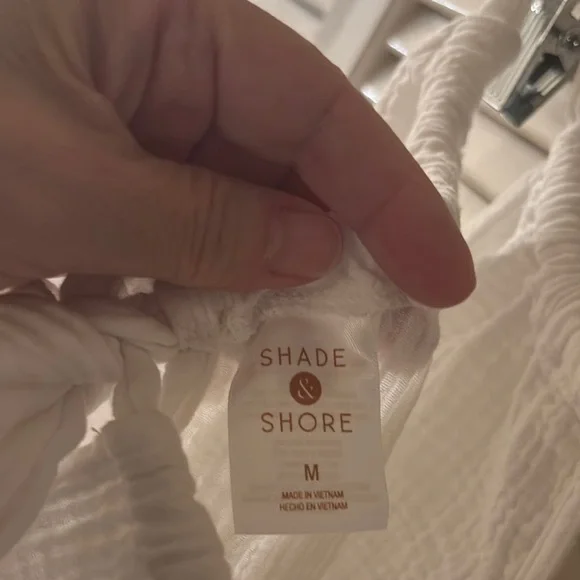 SHADE
&
SHORE
M
MADE IN VIETNAM
HECHO EN VIETNAM